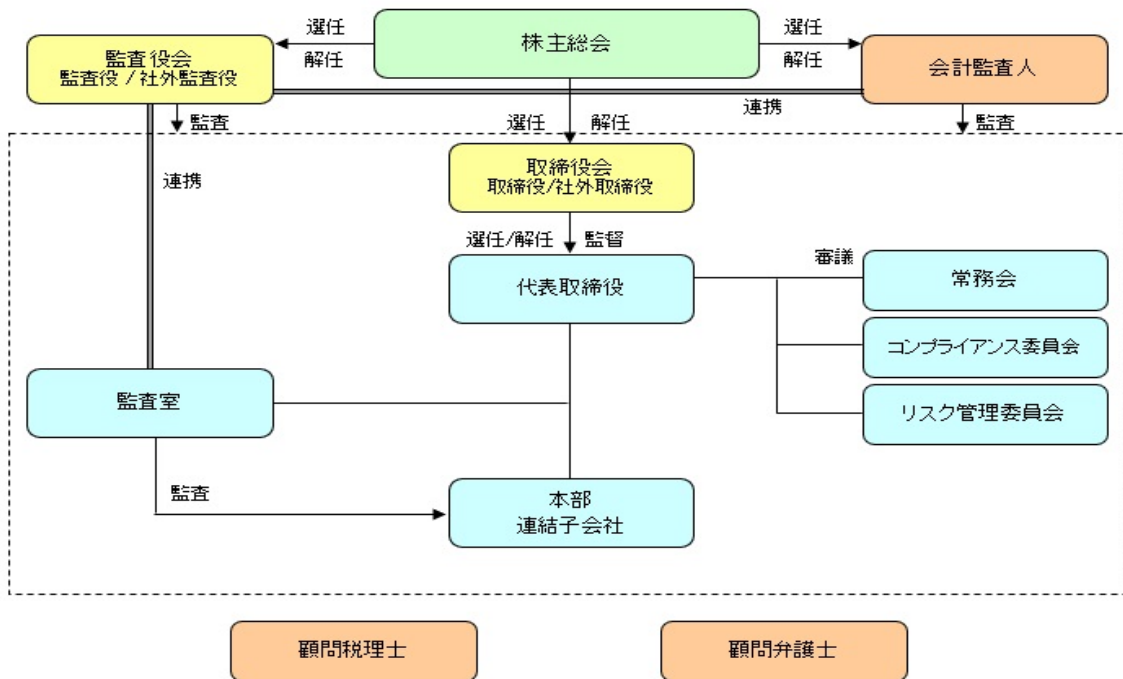 選任
株主総会
選任
監査役会
監査役/社外監査役
解任
解任
会計監査人
連携
監査
選任
解任
監査
取締役会
取締役/社外取締役
連携
選任/解任
監督
審議
代表取締役
常務会
コンプライアンス委員会
監査室
リスク管理委員会
監査
本部
連結子会社
顧問税理士
顧問弁護士